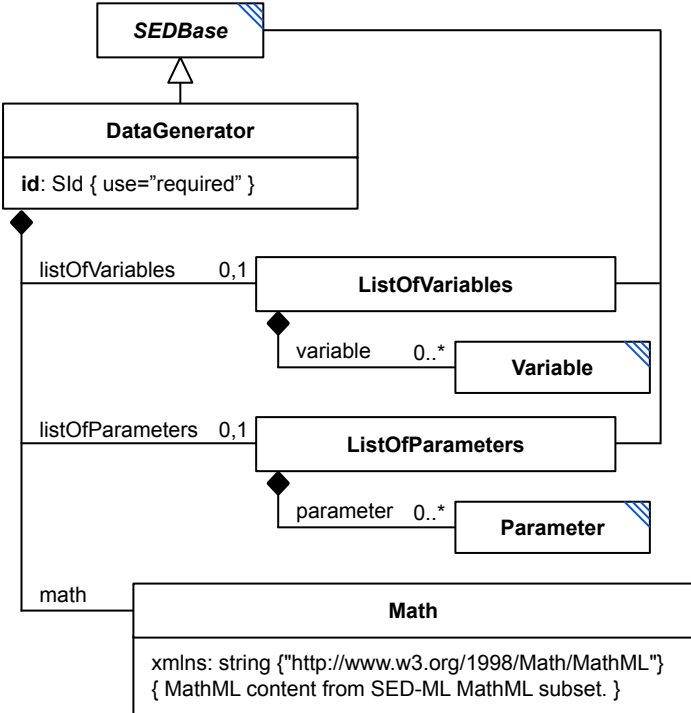 SEDBase
DataGenerator
id: SId { use="required” }
listOfVariables 0,1
ListOfVariables
variable 0..*
Variable
listOfParameters 0,1
ListOfParameters
parameter 0..*
Parameter
math
Math
xmlns: string {"http://www.w3.org/1998/Math/MathML"}
{ MathML content from SED-ML MathML subset. }